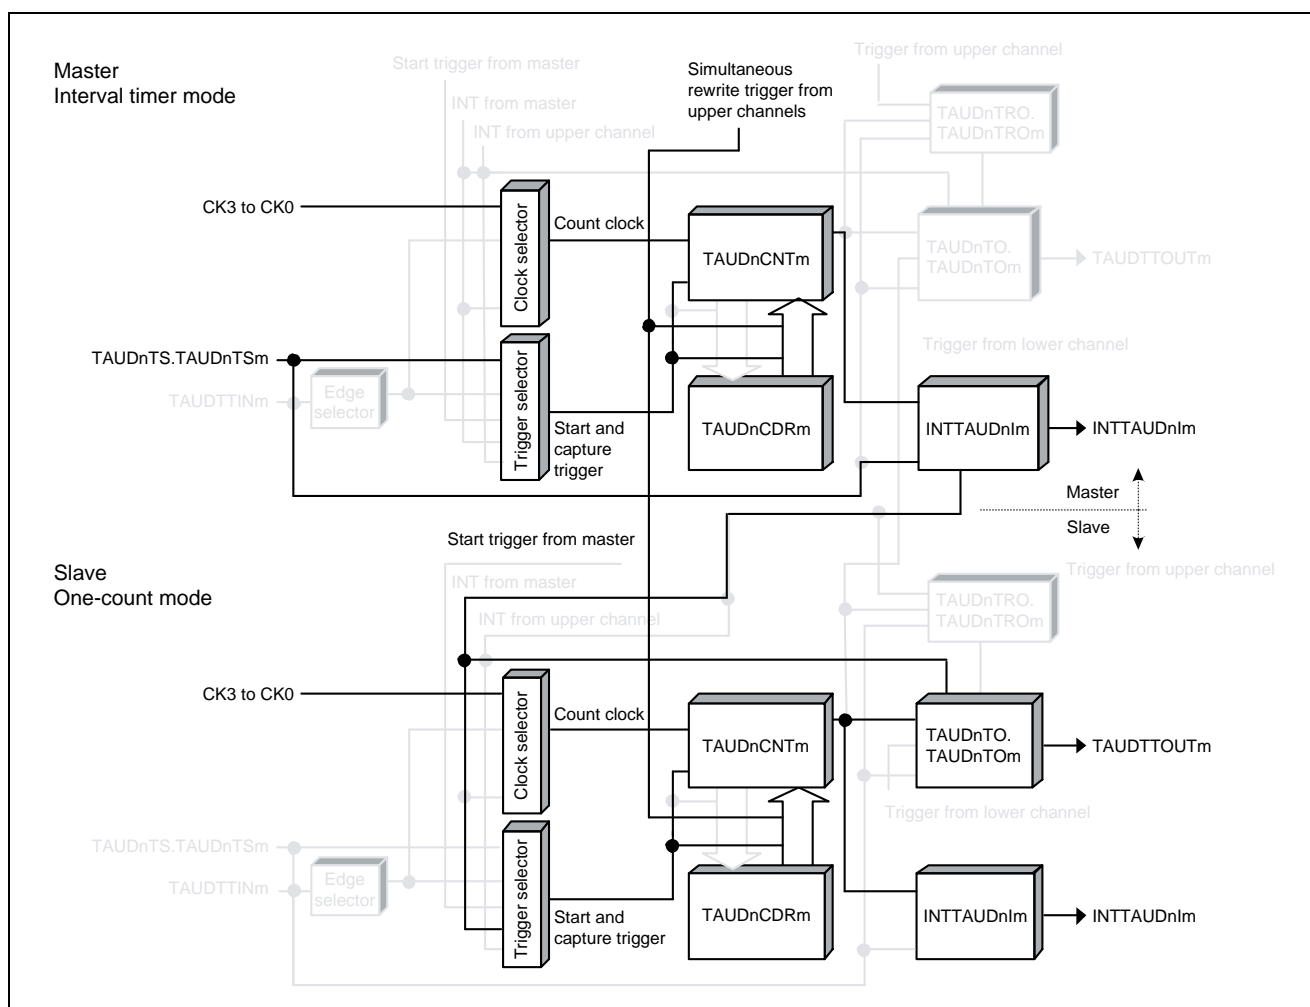 Master
Interval timer mode
Start trigger from master
INT from master
INT from upper channel
Simultaneous
rewrite trigger from
upper channels
Trigger from upper channel
TAUDnTRO.
TAUDnTROm
CK3 to CK0
Clock selector
Count clock
TAUDnCNTm
TAUDnTO.
TAUDnTOm
TAUDTTOUTm
TAUDnTS.TAUDnTSm
TAUDTTINm
Edge
selector
Trigger selector
Start and
capture
trigger
TAUDnCDRm
Trigger from lower channel
INTTAUDnIm
INTTAUDnIm
Master
Slave
Slave
One-count mode
Start trigger from master
INT from master
INT from upper channel
Trigger from upper channel
TAUDnTRO.
TAUDnTROm
CK3 to CK0
Clock selector
Count clock
TAUDnCNTm
TAUDnTO.
TAUDnTOm
TAUDTTOUTm
Trigger from lower channel
TAUDnTS.TAUDnTSm
TAUDTTINm
Edge
selector
Trigger selector
Start and
capture trigger
TAUDnCDRm
INTTAUDnIm
INTTAUDnIm